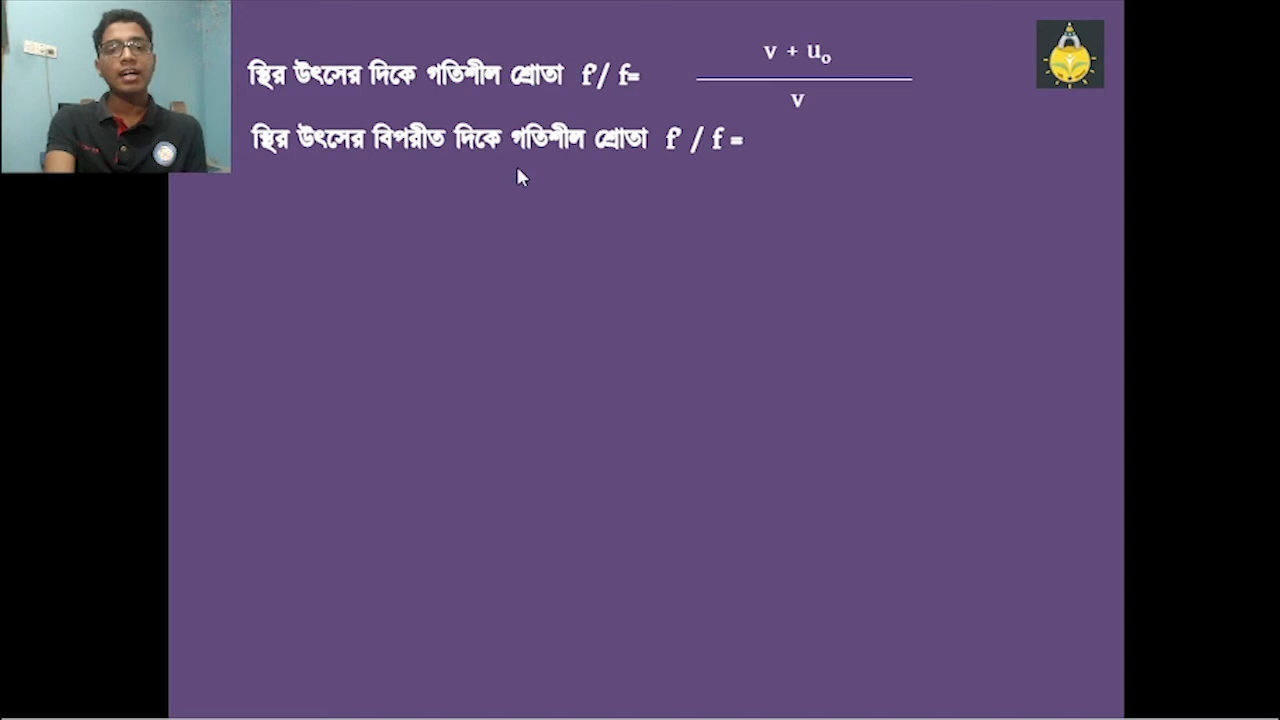 স্থির উৎসের দিকে গতিশীল শ্রোতা f'/ f=
v + u₀
v
স্থির উৎসের বিপরীত দিকে গতিশীল শ্রোতা f' / f =